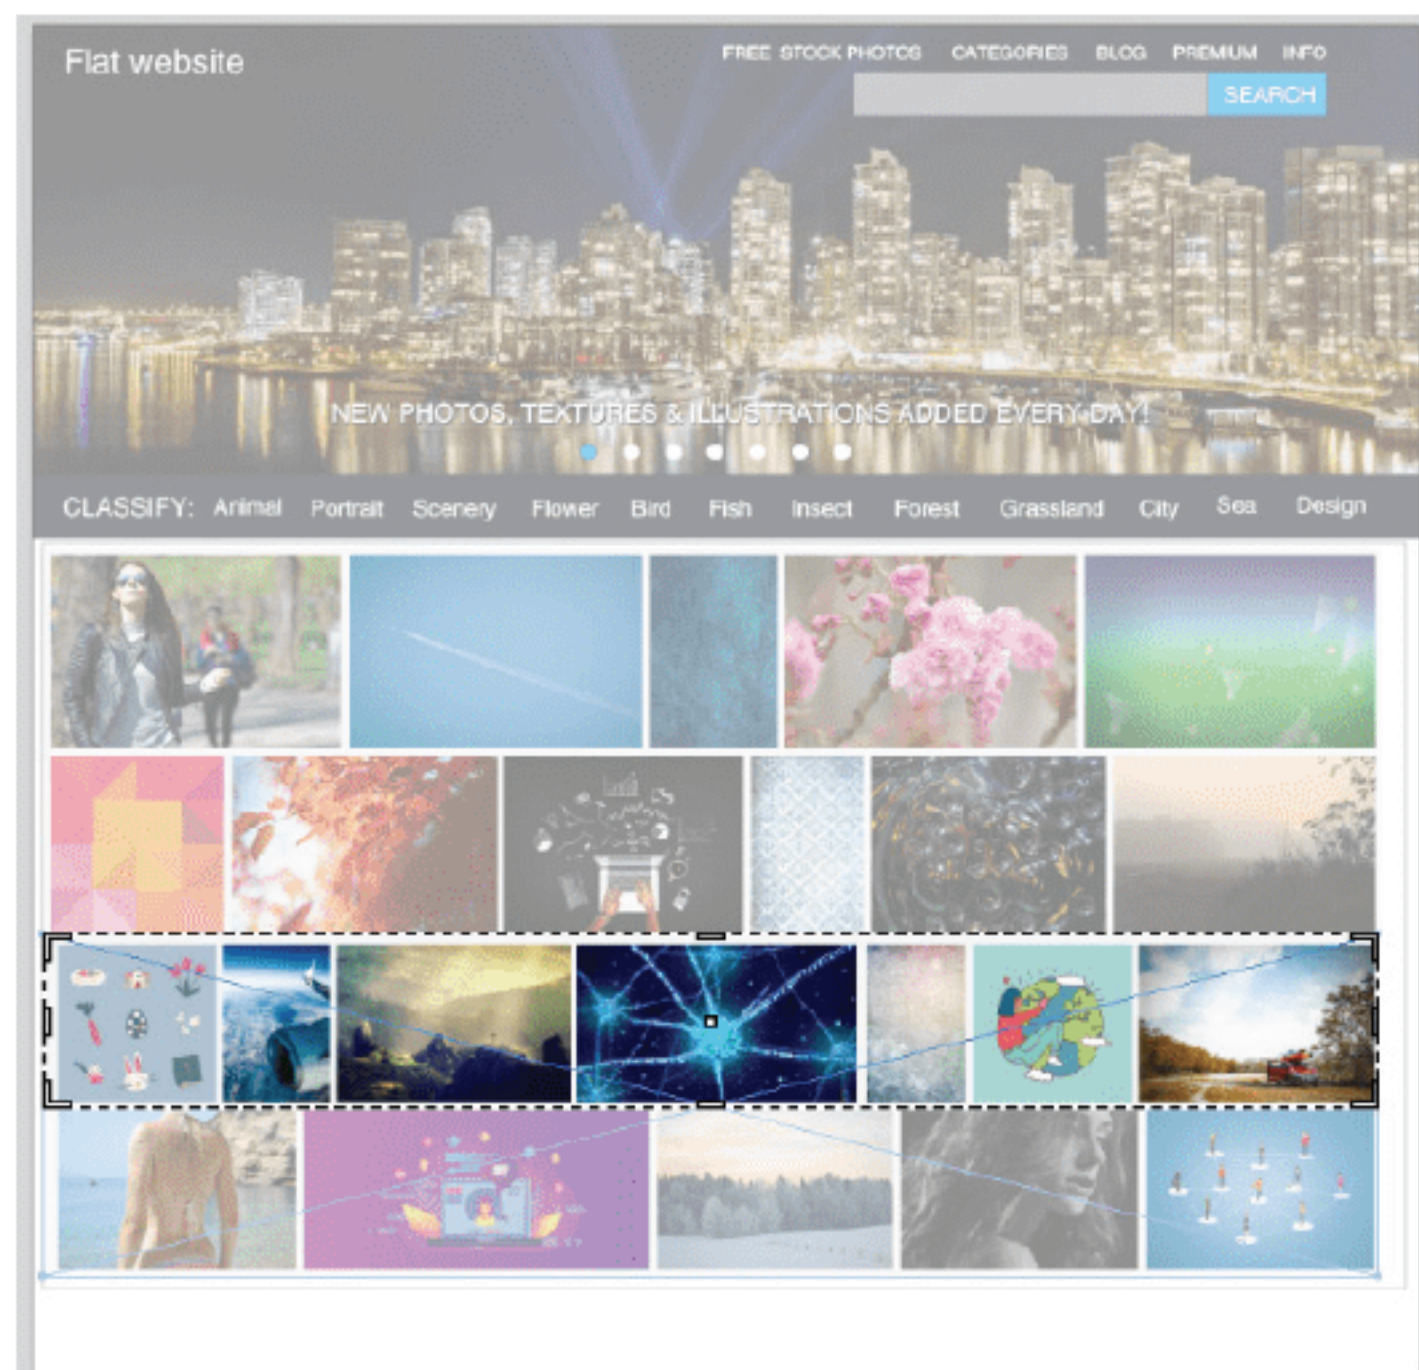 Flat website
FREE STOCK PHOTOS CATEGORIES BLOG PREMIUM INFO
SEARCH
NEW PHOTOS, TEXTURES & ILLUSTRATIONS ADDED EVERY DAY!
CLASSIFY: Animal Portrait Scenery Flower Bird Fish Insect Forest Grassland City Sea Design